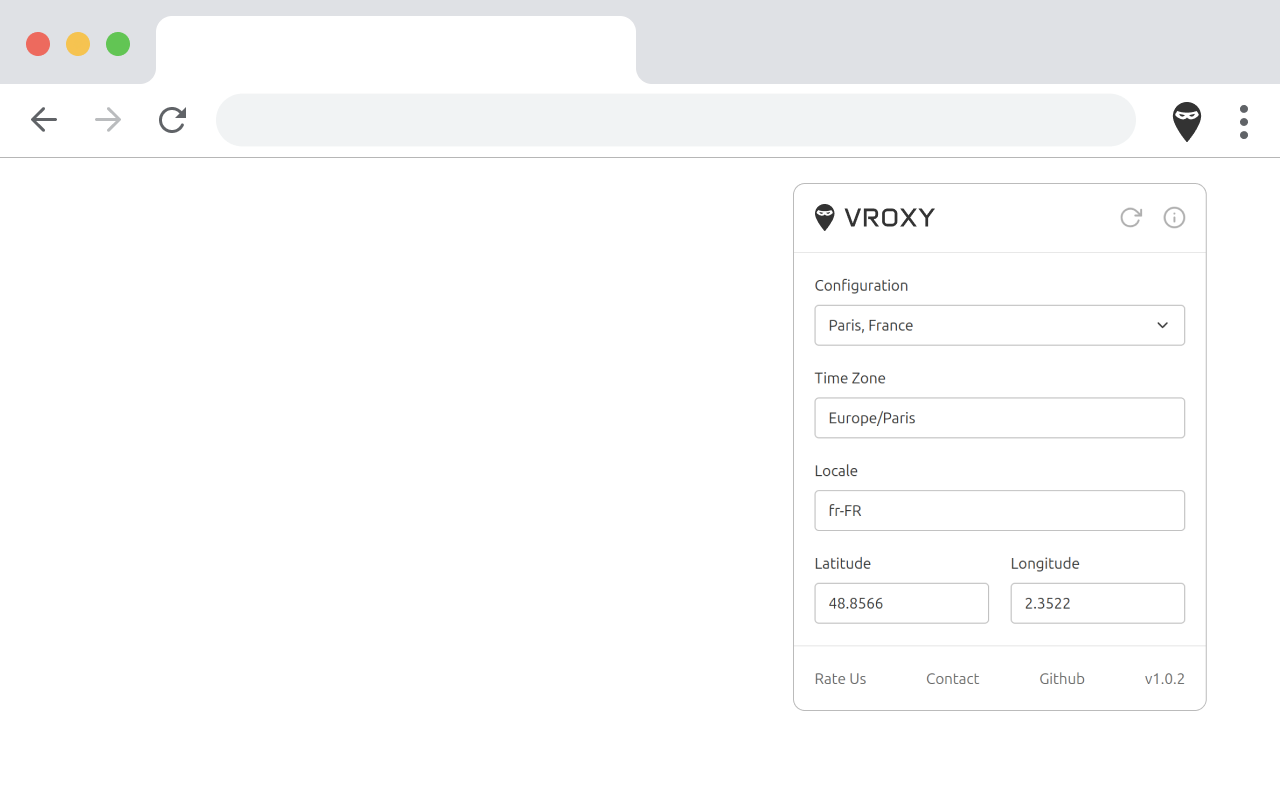 VROXY
Configuration
Paris, France
Time Zone
Europe/Paris
Locale
fr-FR
Latitude Longitude
48.8566 2.3522
Rate Us Contact Github v1.0.2